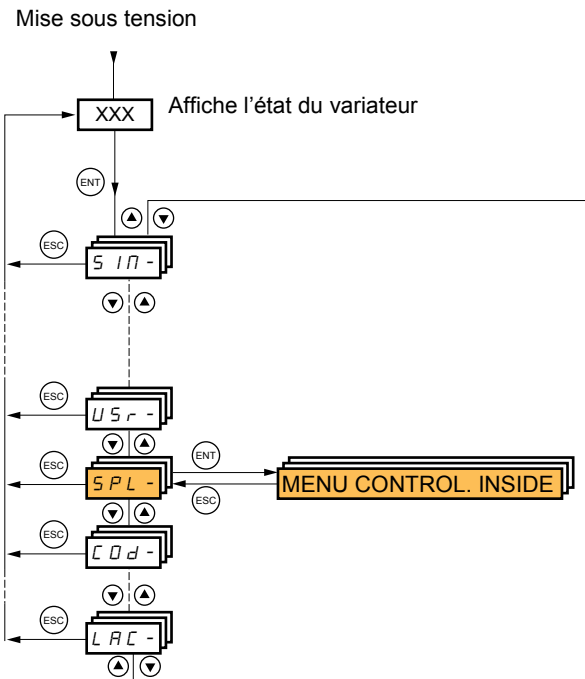 Mise sous tension
XXX
Affiche l'état du variateur
ENT
ESC
SIM -
ESC
USr -
ESC
SPL -
ENT
ESC
MENU CONTROL. INSIDE
ESC
COd -
ESC
LAC -